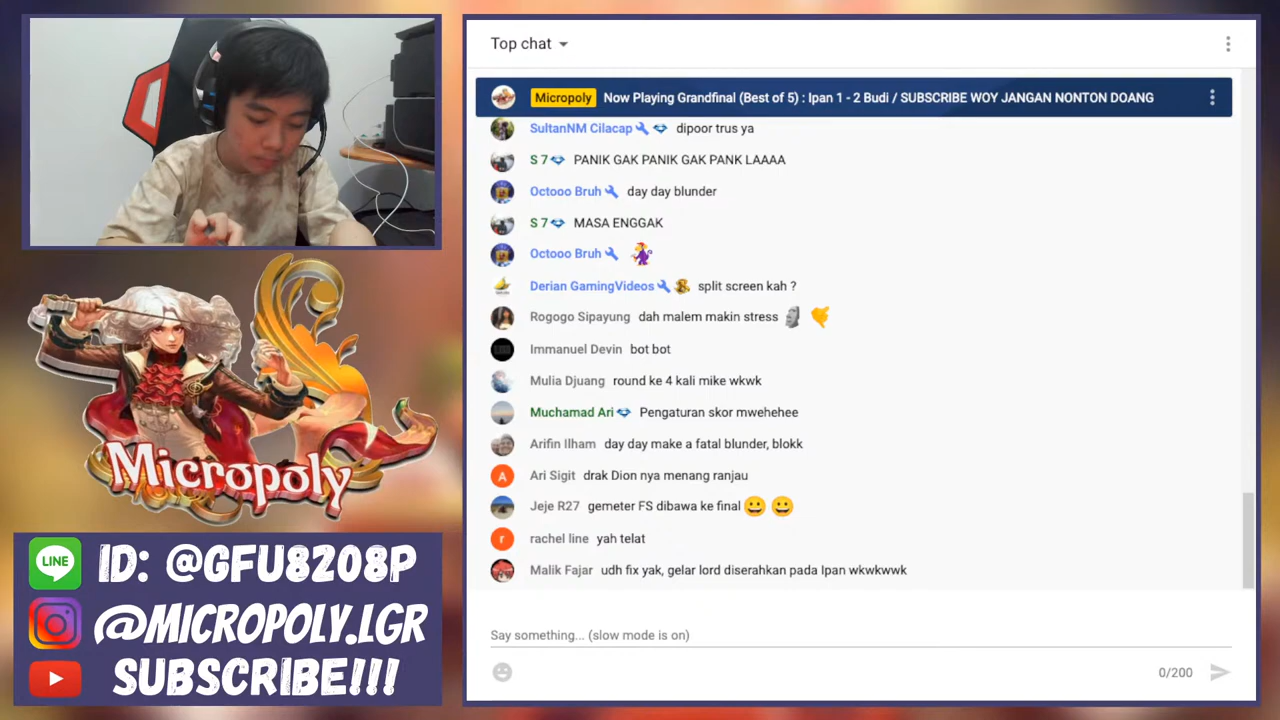 Micropoly
LINE
ID: @GFU8208P
@MICROPOLY.LGR
SUBSCRIBE!!!
Top chat
Micropoly Now Playing Grandfinal (Best of 5) : Ipan 1 - 2 Budi / SUBSCRIBE WOY JANGAN NONTON DOANG
SultanNM Cilacap dipoor trus ya
S 7 PANIK GAK PANIK GAK PANK LAAAA
Octooo Bruh day day blunder
S 7 MASA ENGGAK
Octooo Bruh
Derian GamingVideos split screen kah ?
Rogogo Sipayung dah malem makin stress
Immanuel Devin bot bot
Mulia Djuang round ke 4 kali mike wkwk
Muchamad Ari Pengaturan skor mwehehee
Arifin Ilham day day make a fatal blunder, blokk
A Ari Sigit drak Dion nya menang ranjau
Jeje R27 gemeter FS dibawa ke final
r rachel line yah telat
Malik Fajar udh fix yak, gelar lord diserahkan pada Ipan wkwkwwk
Say something... (slow mode is on)
0/200